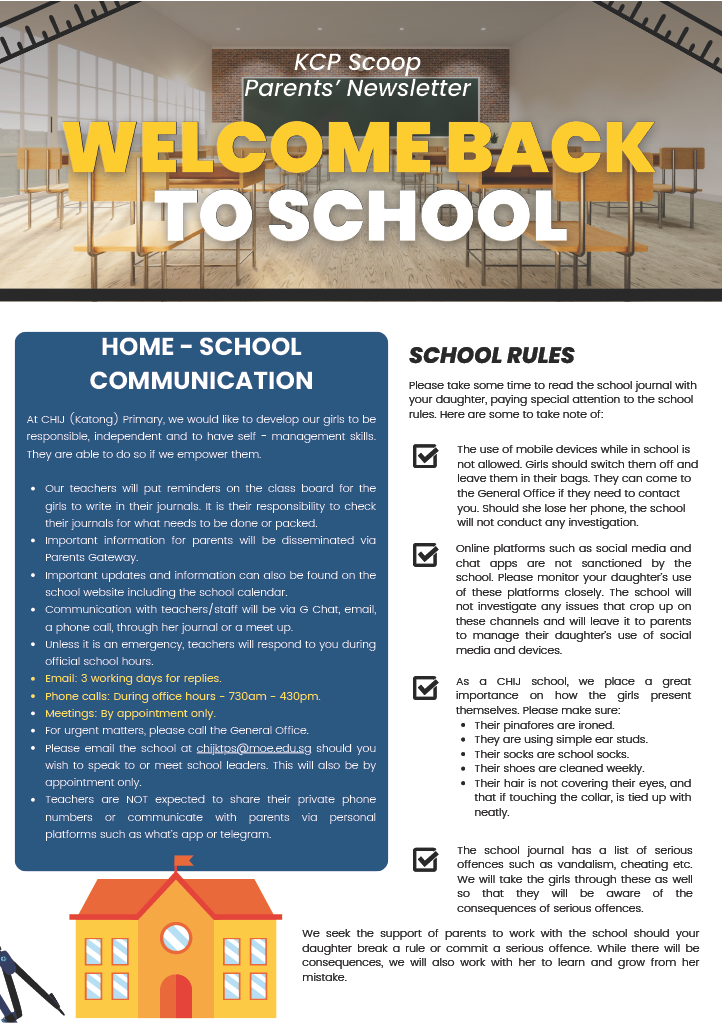 KCP Scoop
Parents' Newsletter
WELCOME BACK
TO SCHOOL
HOME - SCHOOL
COMMUNICATION
At CHIJ (Katong) Primary, we would like to develop our girls to be
responsible, independent and to have self - management skills.
They are able to do so if we empower them.
• Our teachers will put reminders on the class board for the
girls to write in their journals. It is their responsibility to check
their journals for what needs to be done or packed.
• Important information for parents will be disseminated via
Parents Gateway.
• Important updates and information can also be found on the
school website including the school calendar.
• Communication with teachers/staff will be via G Chat, email,
a phone call, through her journal or a meet up.
• Unless it is an emergency, teachers will respond to you during
official school hours.
• Email: 3 working days for replies.
• Phone calls: During office hours - 730am - 430pm.
• Meetings: By appointment only.
• For urgent matters, please call the General Office.
• Please email the school at chijktps@moe.edu.sg should you
wish to speak to or meet school leaders. This will also be by
appointment only.
• Teachers are NOT expected to share their private phone
numbers or communicate with parents via personal
platforms such as what's app or telegram.
SCHOOL RULES
Please take some time to read the school journal with
your daughter, paying special attention to the school
rules. Here are some to take note of:
The use of mobile devices while in school is
not allowed. Girls should switch them off and
leave them in their bags. They can come to
the General Office if they need to contact
you. Should she lose her phone, the school
will not conduct any investigation.
Online platforms such as social media and
chat apps are not sanctioned by the
school. Please monitor your daughter's use
of these platforms closely. The school will
not investigate any issues that crop up on
these channels and will leave it to parents
to manage their daughter's use of social
media and devices.
As a CHIJ school, we place a great
importance on how the girls present
themselves. Please make sure:
• Their pinafores are ironed.
• They are using simple ear studs.
• Their socks are school socks.
• Their shoes are cleaned weekly.
• Their hair is not covering their eyes, and
that if touching the collar, is tied up with
neatly.
The school journal has a list of serious
offences such as vandalism, cheating etc.
We will take the girls through these as well
so that they will be aware of the
consequences of serious offences.
We seek the support of parents to work with the school should your
daughter break a rule or commit a serious offence. While there will be
consequences, we will also work with her to learn and grow from her
mistake.